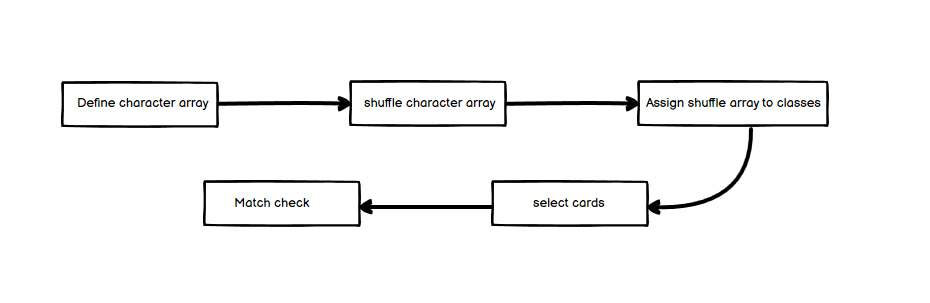 Define character array
shuffle character array
Assign shuffle array to classes
select cards
Match check